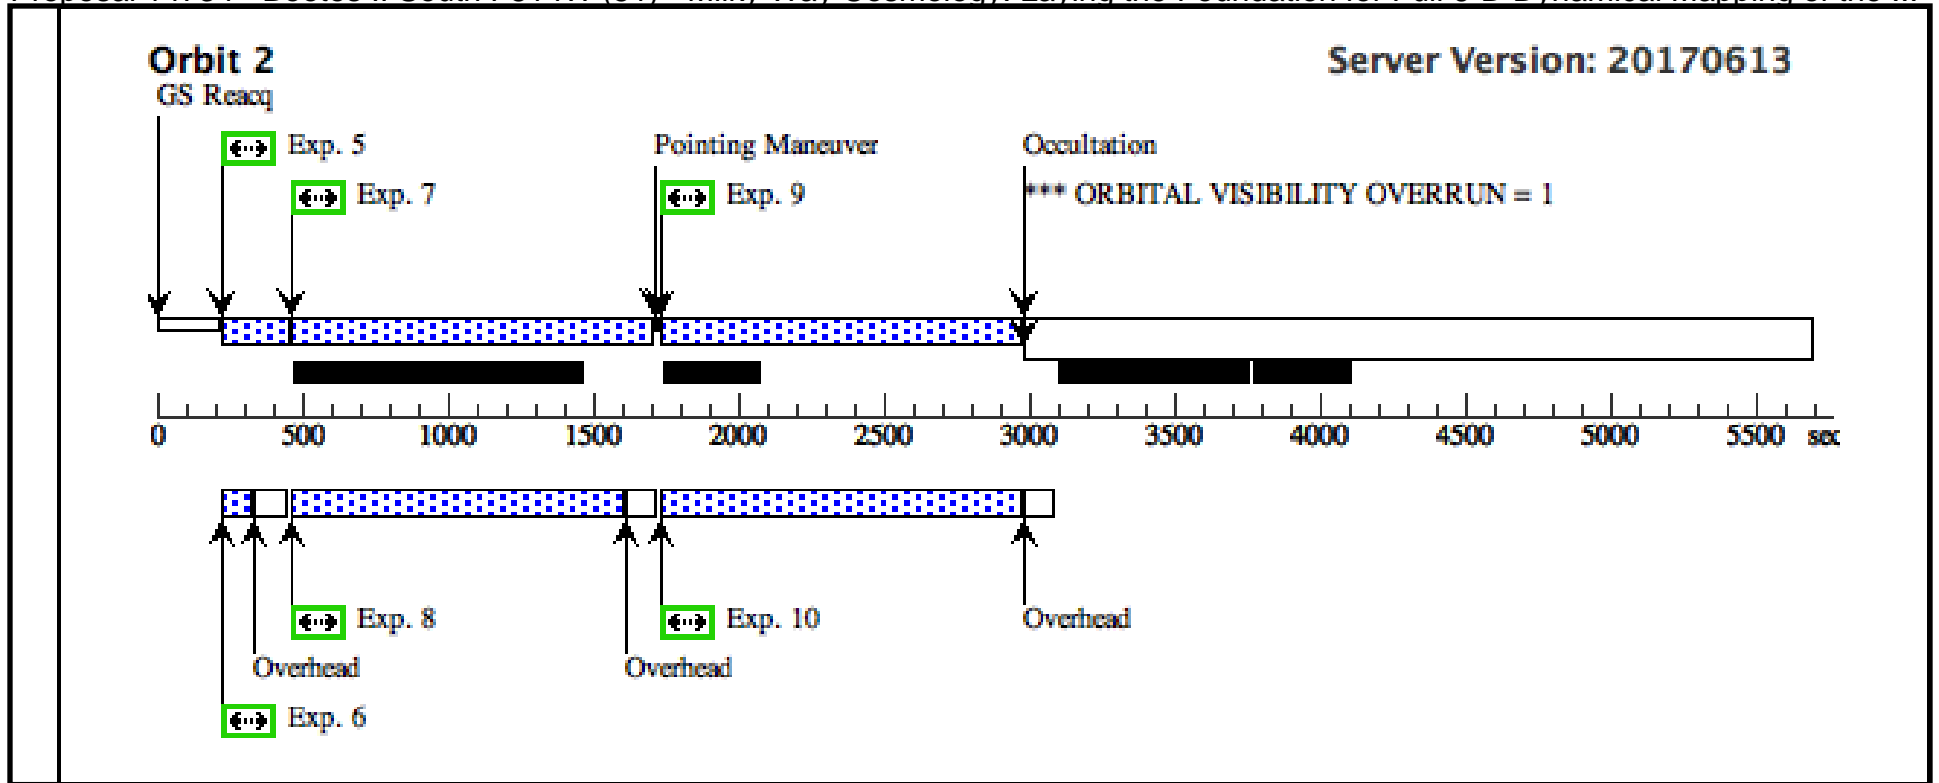 Orbit 2
Server Version: 20170613
GS Reacq
Exp. 5
Pointing Maneuver
Occultation
Exp. 7
Exp. 9
*** ORBITAL VISIBILITY OVERRUN = 1
0 500 1000 1500 2000 2500 3000 3500 4000 4500 5000 5500 sec
Exp. 8
Exp. 10
Overhead
Overhead
Overhead
Exp. 6